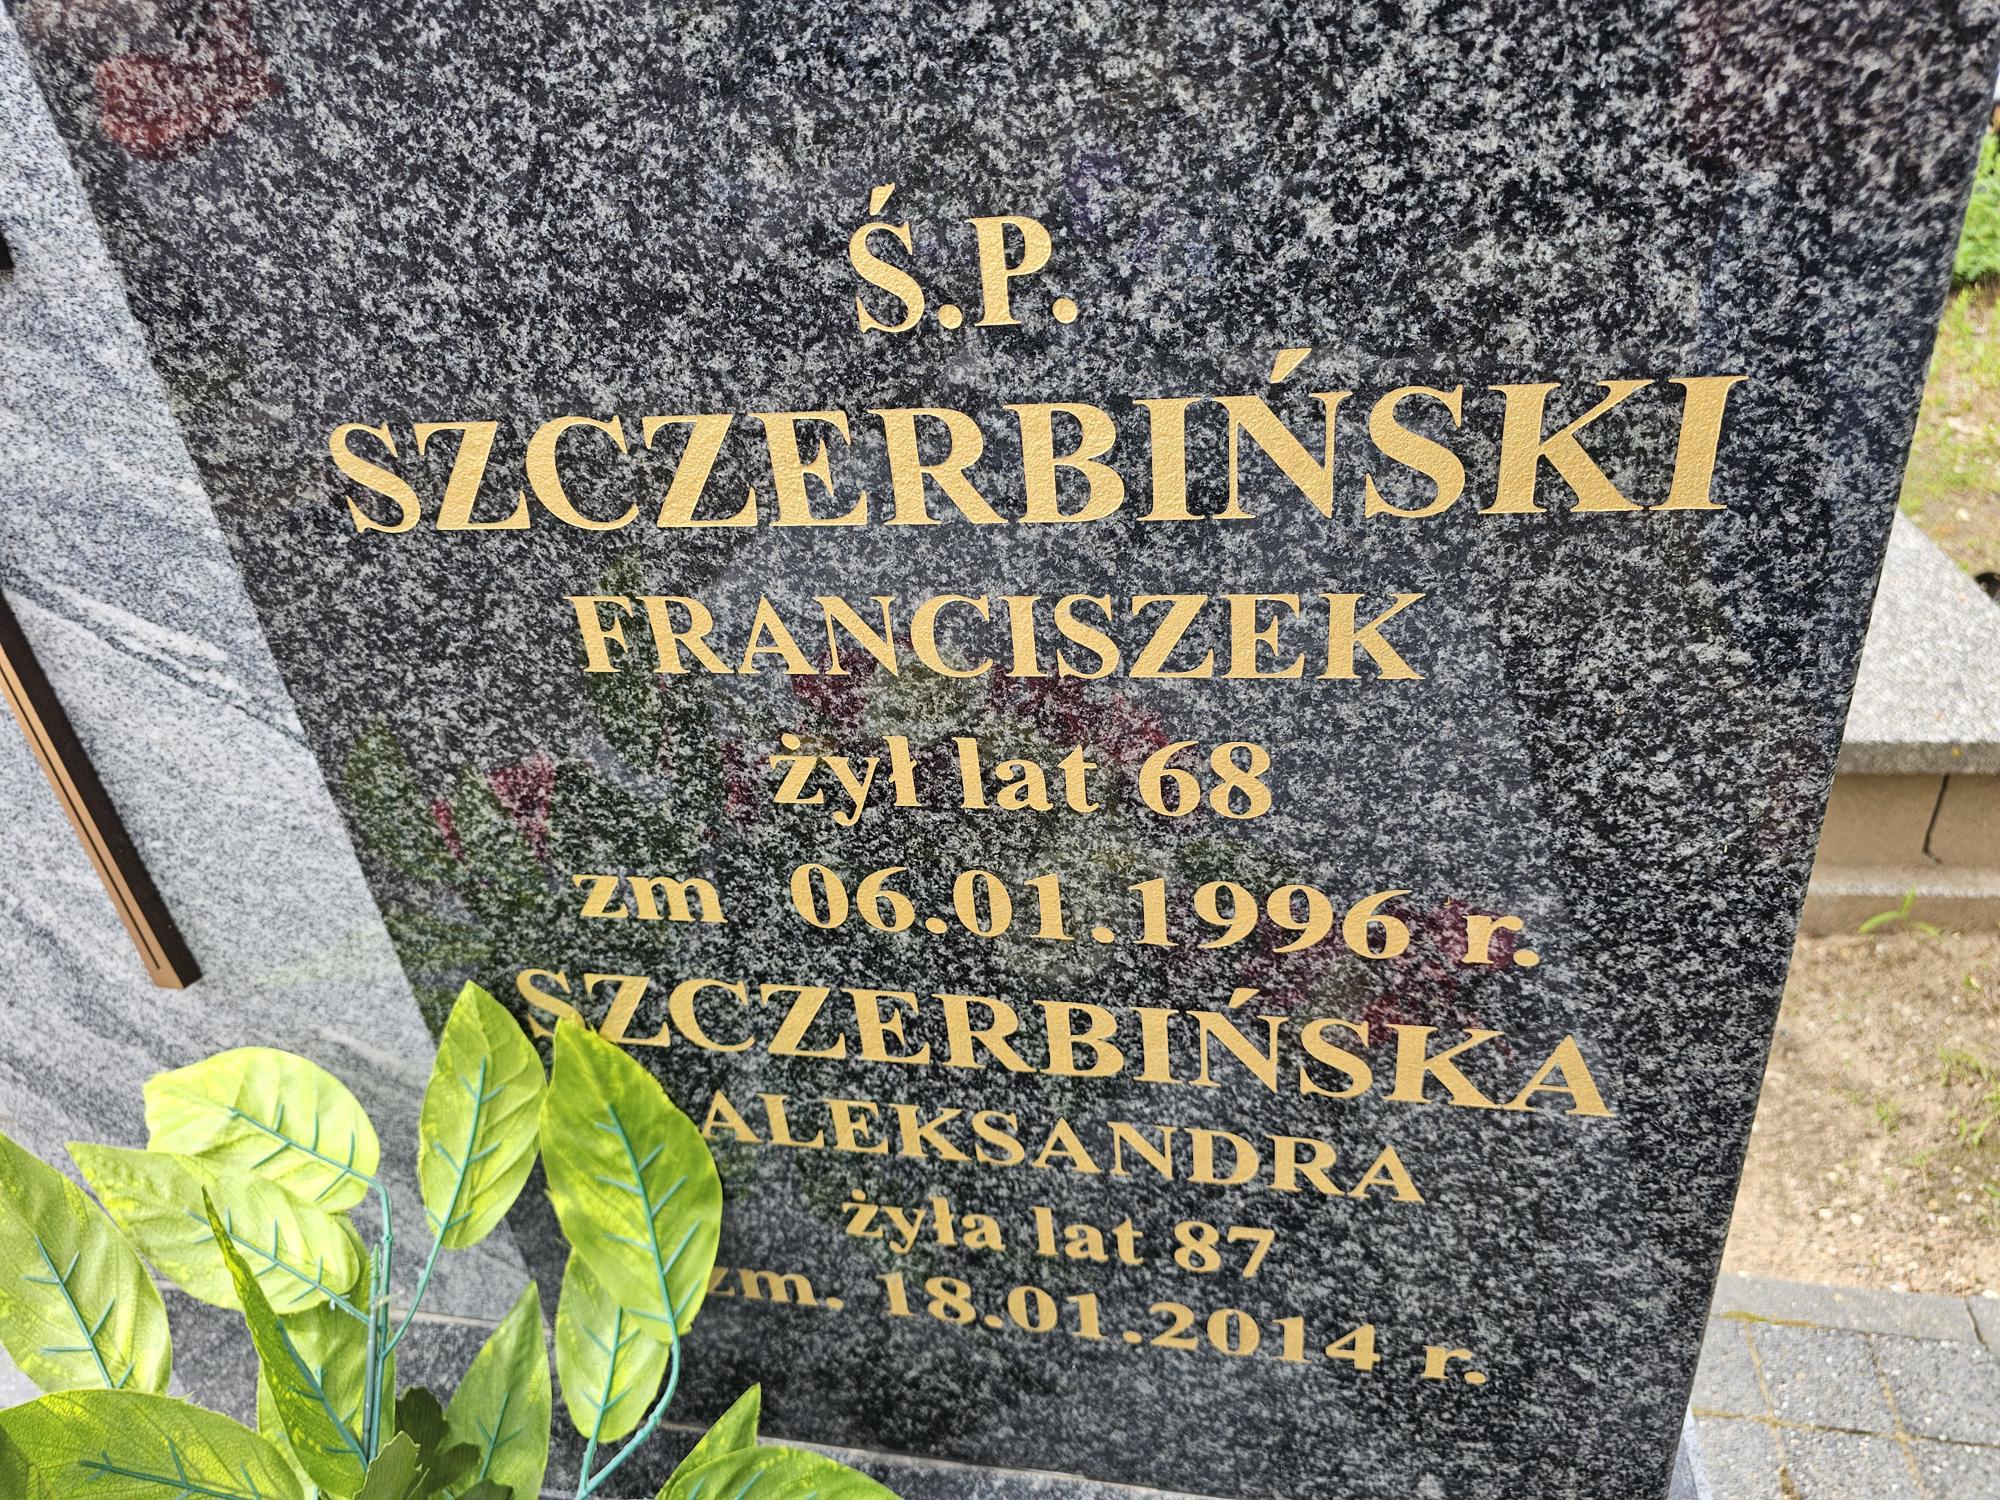 Ś.P.
SZCZERBIŃSKI
FRANCISZEK
żył lat 68
zm 06.01.1996 r.
SZCZERBIŃSKA
ALEKSANDRA
żyła lat 87
zm. 18.01.2014 r.